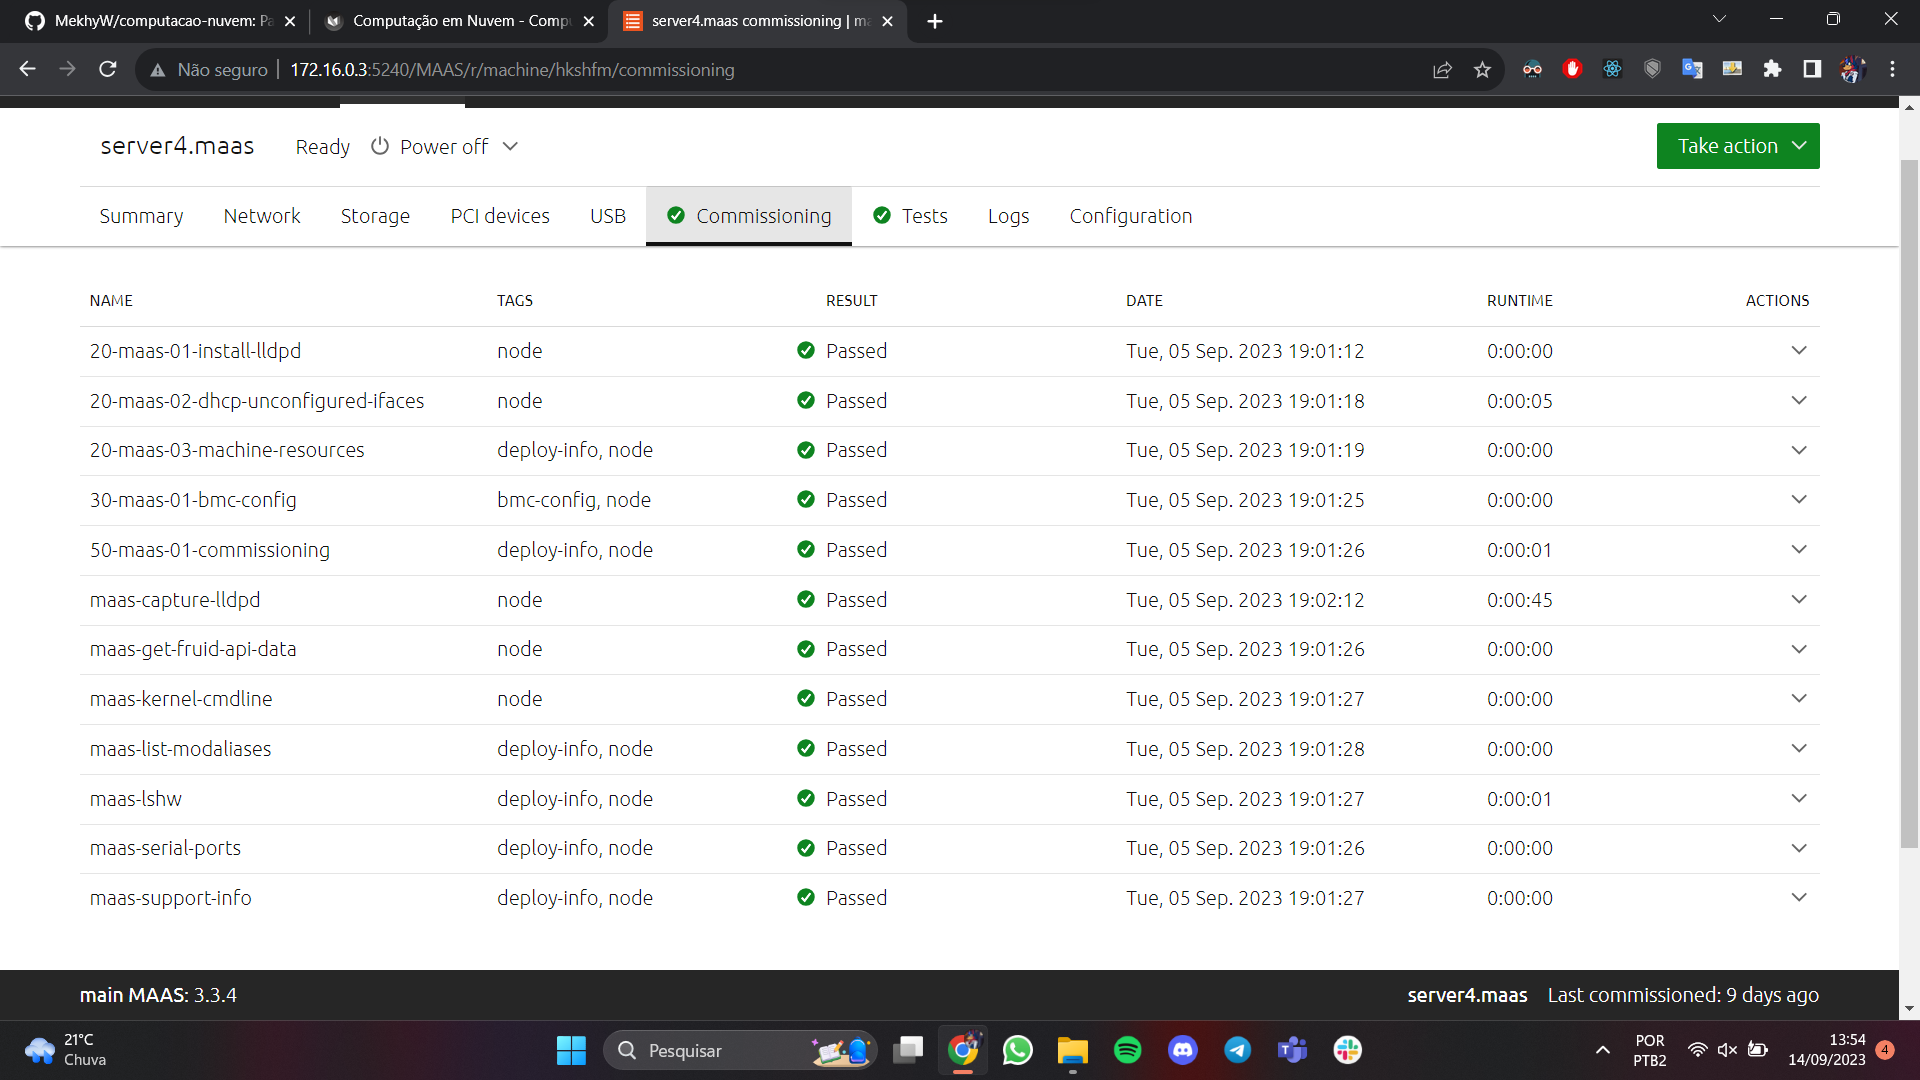 MekhyW/computacao-nuvem: Pa
Computação em Nuvem - Compu
server4.maas commissioning | ma
Não seguro
172.16.0.3:5240/MAAS/r/machine/hkshfm/commissioning
server4.maas Ready Power off
Take action
Summary Network Storage PCI devices USB Commissioning Tests Logs Configuration
NAME TAGS RESULT DATE RUNTIME ACTIONS
20-maas-01-install-lldpd node Passed Tue, 05 Sep. 2023 19:01:12 0:00:00
20-maas-02-dhcp-unconfigured-ifaces node Passed Tue, 05 Sep. 2023 19:01:18 0:00:05
20-maas-03-machine-resources deploy-info, node Passed Tue, 05 Sep. 2023 19:01:19 0:00:00
30-maas-01-bmc-config bmc-config, node Passed Tue, 05 Sep. 2023 19:01:25 0:00:00
50-maas-01-commissioning deploy-info, node Passed Tue, 05 Sep. 2023 19:01:26 0:00:01
maas-capture-lldpd node Passed Tue, 05 Sep. 2023 19:02:12 0:00:45
maas-get-fruid-api-data node Passed Tue, 05 Sep. 2023 19:01:26 0:00:00
maas-kernel-cmdline node Passed Tue, 05 Sep. 2023 19:01:27 0:00:00
maas-list-modaliases deploy-info, node Passed Tue, 05 Sep. 2023 19:01:28 0:00:00
maas-lshw deploy-info, node Passed Tue, 05 Sep. 2023 19:01:27 0:00:01
maas-serial-ports deploy-info, node Passed Tue, 05 Sep. 2023 19:01:26 0:00:00
maas-support-info deploy-info, node Passed Tue, 05 Sep. 2023 19:01:27 0:00:00
main MAAS: 3.3.4
server4.maas Last commissioned: 9 days ago
21°C
Chuva
Pesquisar
POR
PTB2
13:54
14/09/2023
4